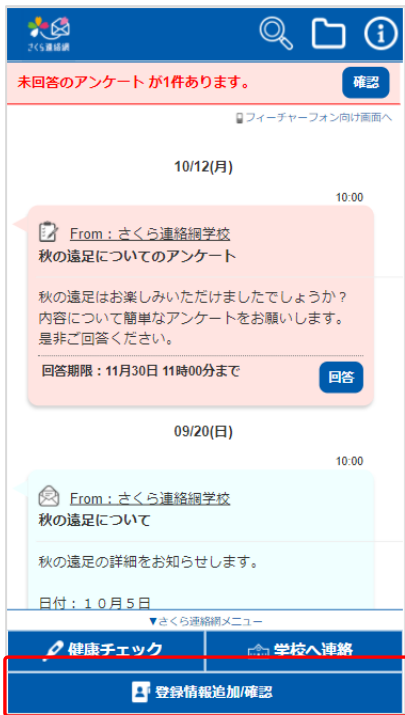 さくら連絡網
未回答のアンケート が1件あります。
確認
フィーチャーフォン向け画面へ
10/12(月)
10:00
From：さくら連絡網学校
秋の遠足についてのアンケート
秋の遠足はお楽しみいただけましたでしょうか？
内容について簡単なアンケートをお願いします。
是非ご回答ください。
回答期限：11月30日 11時00分まで
回答
09/20(日)
10:00
From：さくら連絡網学校
秋の遠足について
秋の遠足の詳細をお知らせします。
日付：１０月５日
▼さくら連絡網メニュー
健康チェック
学校へ連絡
登録情報追加/確認